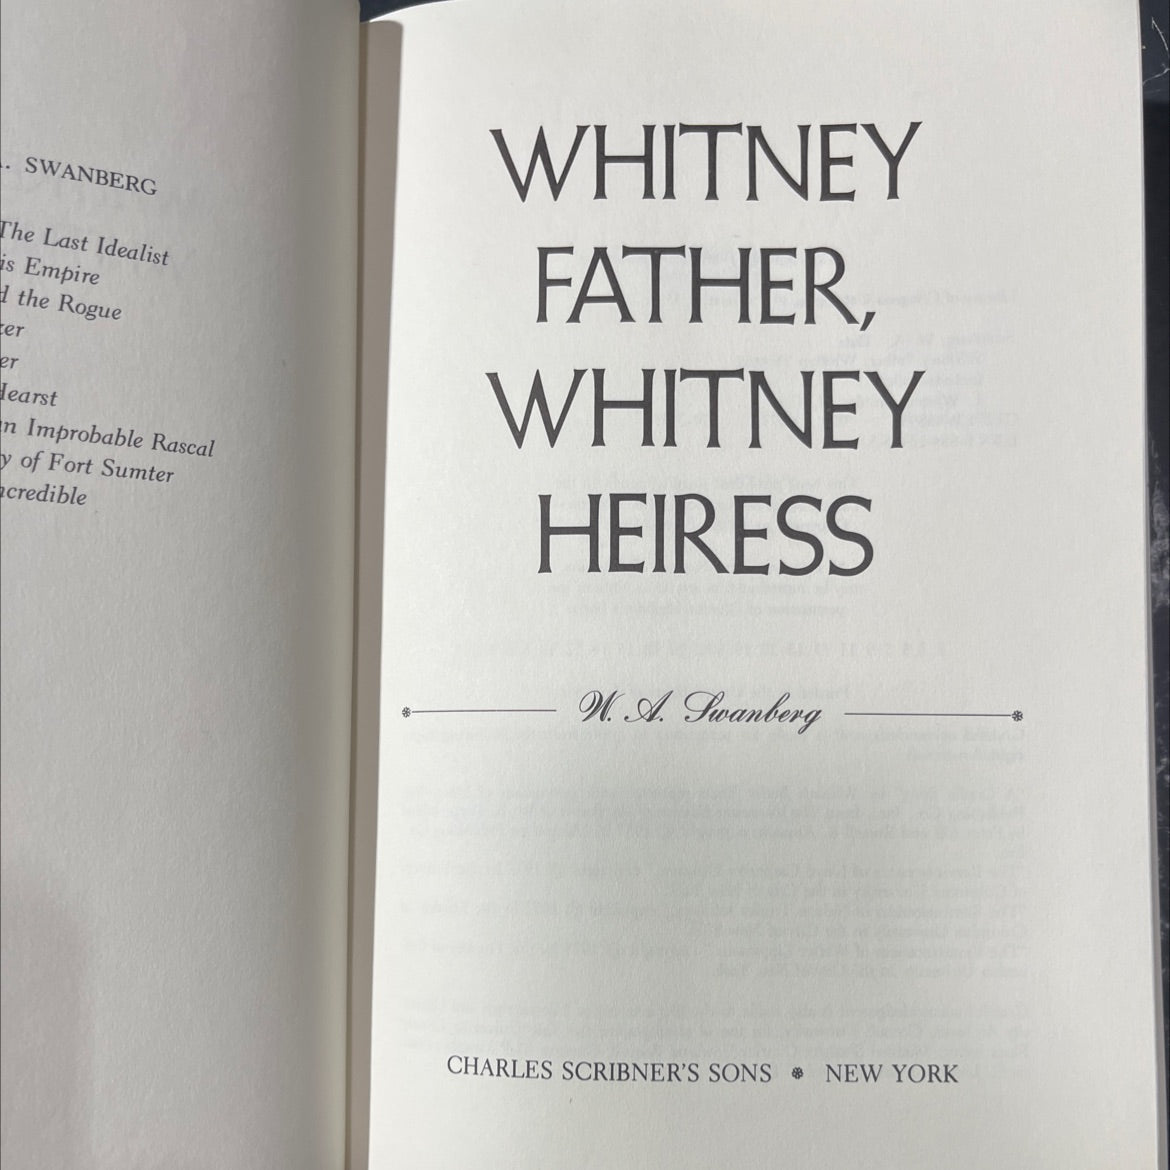 A. SWANBERG
The Last Idealist
is Empire
d the Rogue
er
er
Hearst
n Improbable Rascal
y of Fort Sumter
ncredible
WHITNEY
FATHER,
WHITNEY
HEIRESS
W. A. Swanberg
CHARLES SCRIBNER'S SONS NEW YORK